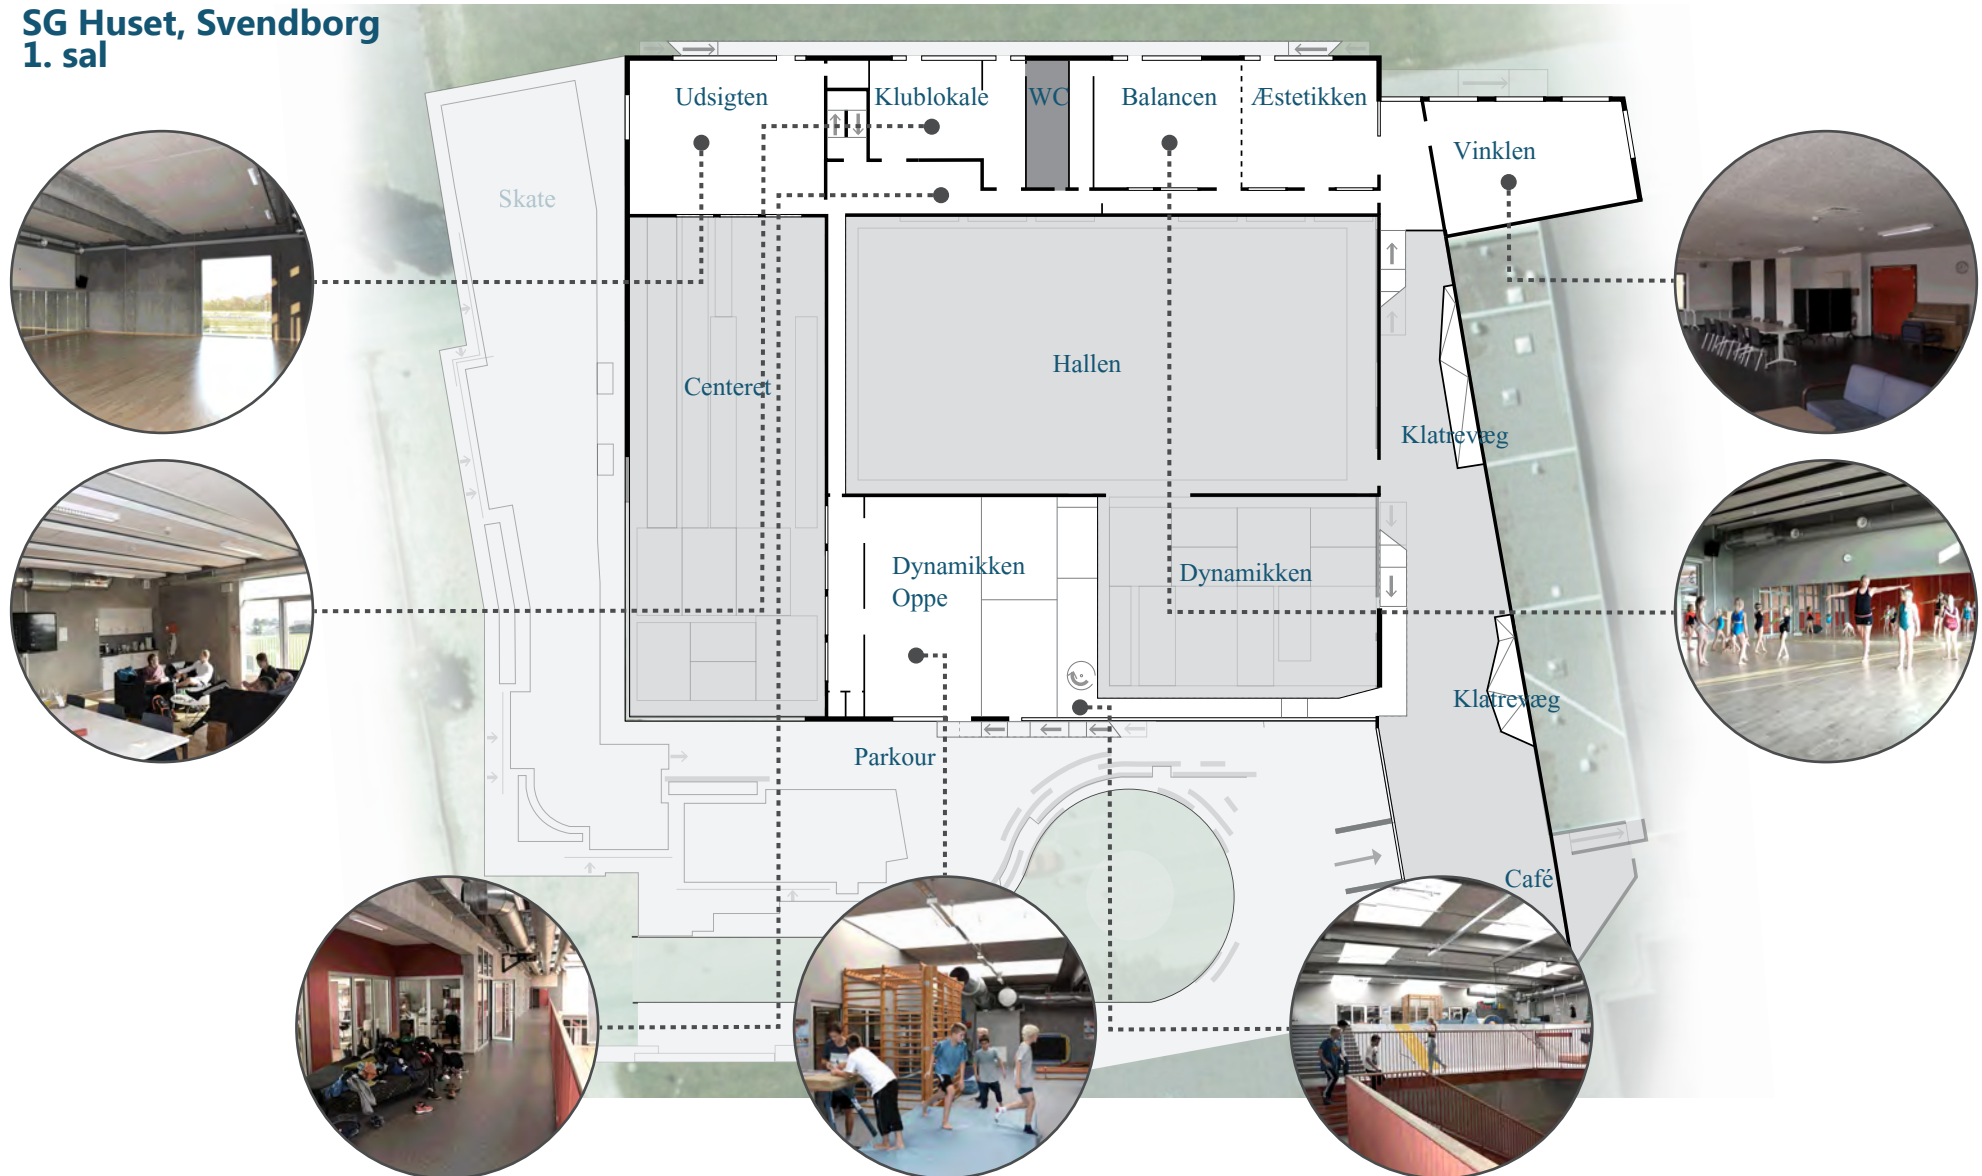 SG Huset, Svendborg
1. sal
Udsigten
Klublokale
WC
Balancen
Æstetikken
Vinklen
Skate
Centeret
Hallen
Klatrevæg
Dynamikken
Oppe
Dynamikken
Klatrevæg
Parkour
Café